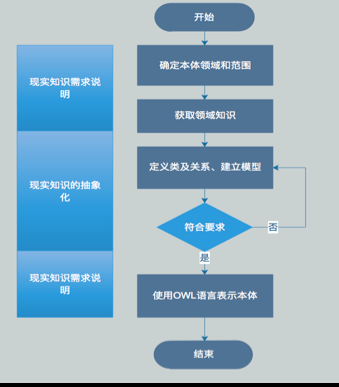 开始
现实知识需求说
明
确定本体领域和范围
获取领域知识
现实知识的抽象
化
定义类及关系、建立模型
符合要求
否
是
现实知识需求说
明
使用OWL语言表示本体
结束